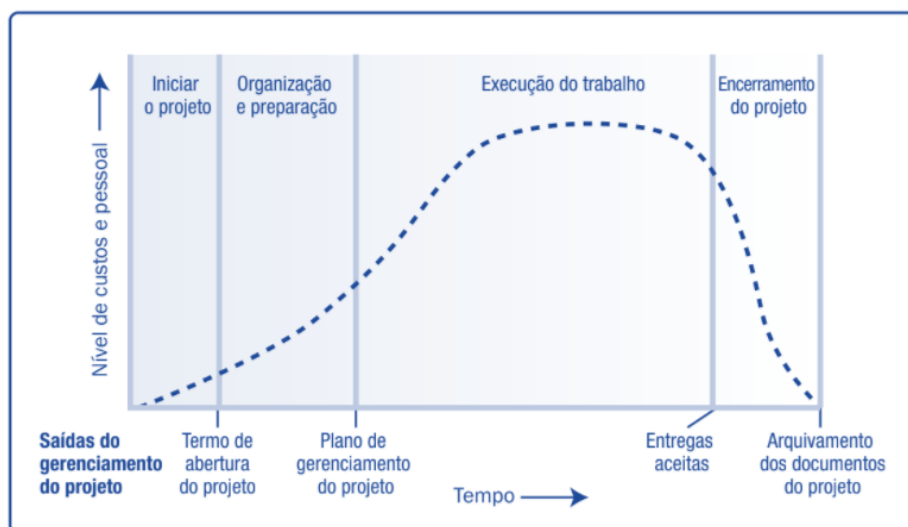 Iniciar
o projeto
Organização
e preparação
Execução do trabalho
Encerramento
do projeto
Nível de custos e pessoal
Saídas do
gerenciamento
do projeto
Termo de
abertura
do projeto
Plano de
gerenciamento
do projeto
Entregas
aceitas
Arquivamento
dos documentos
do projeto
Tempo